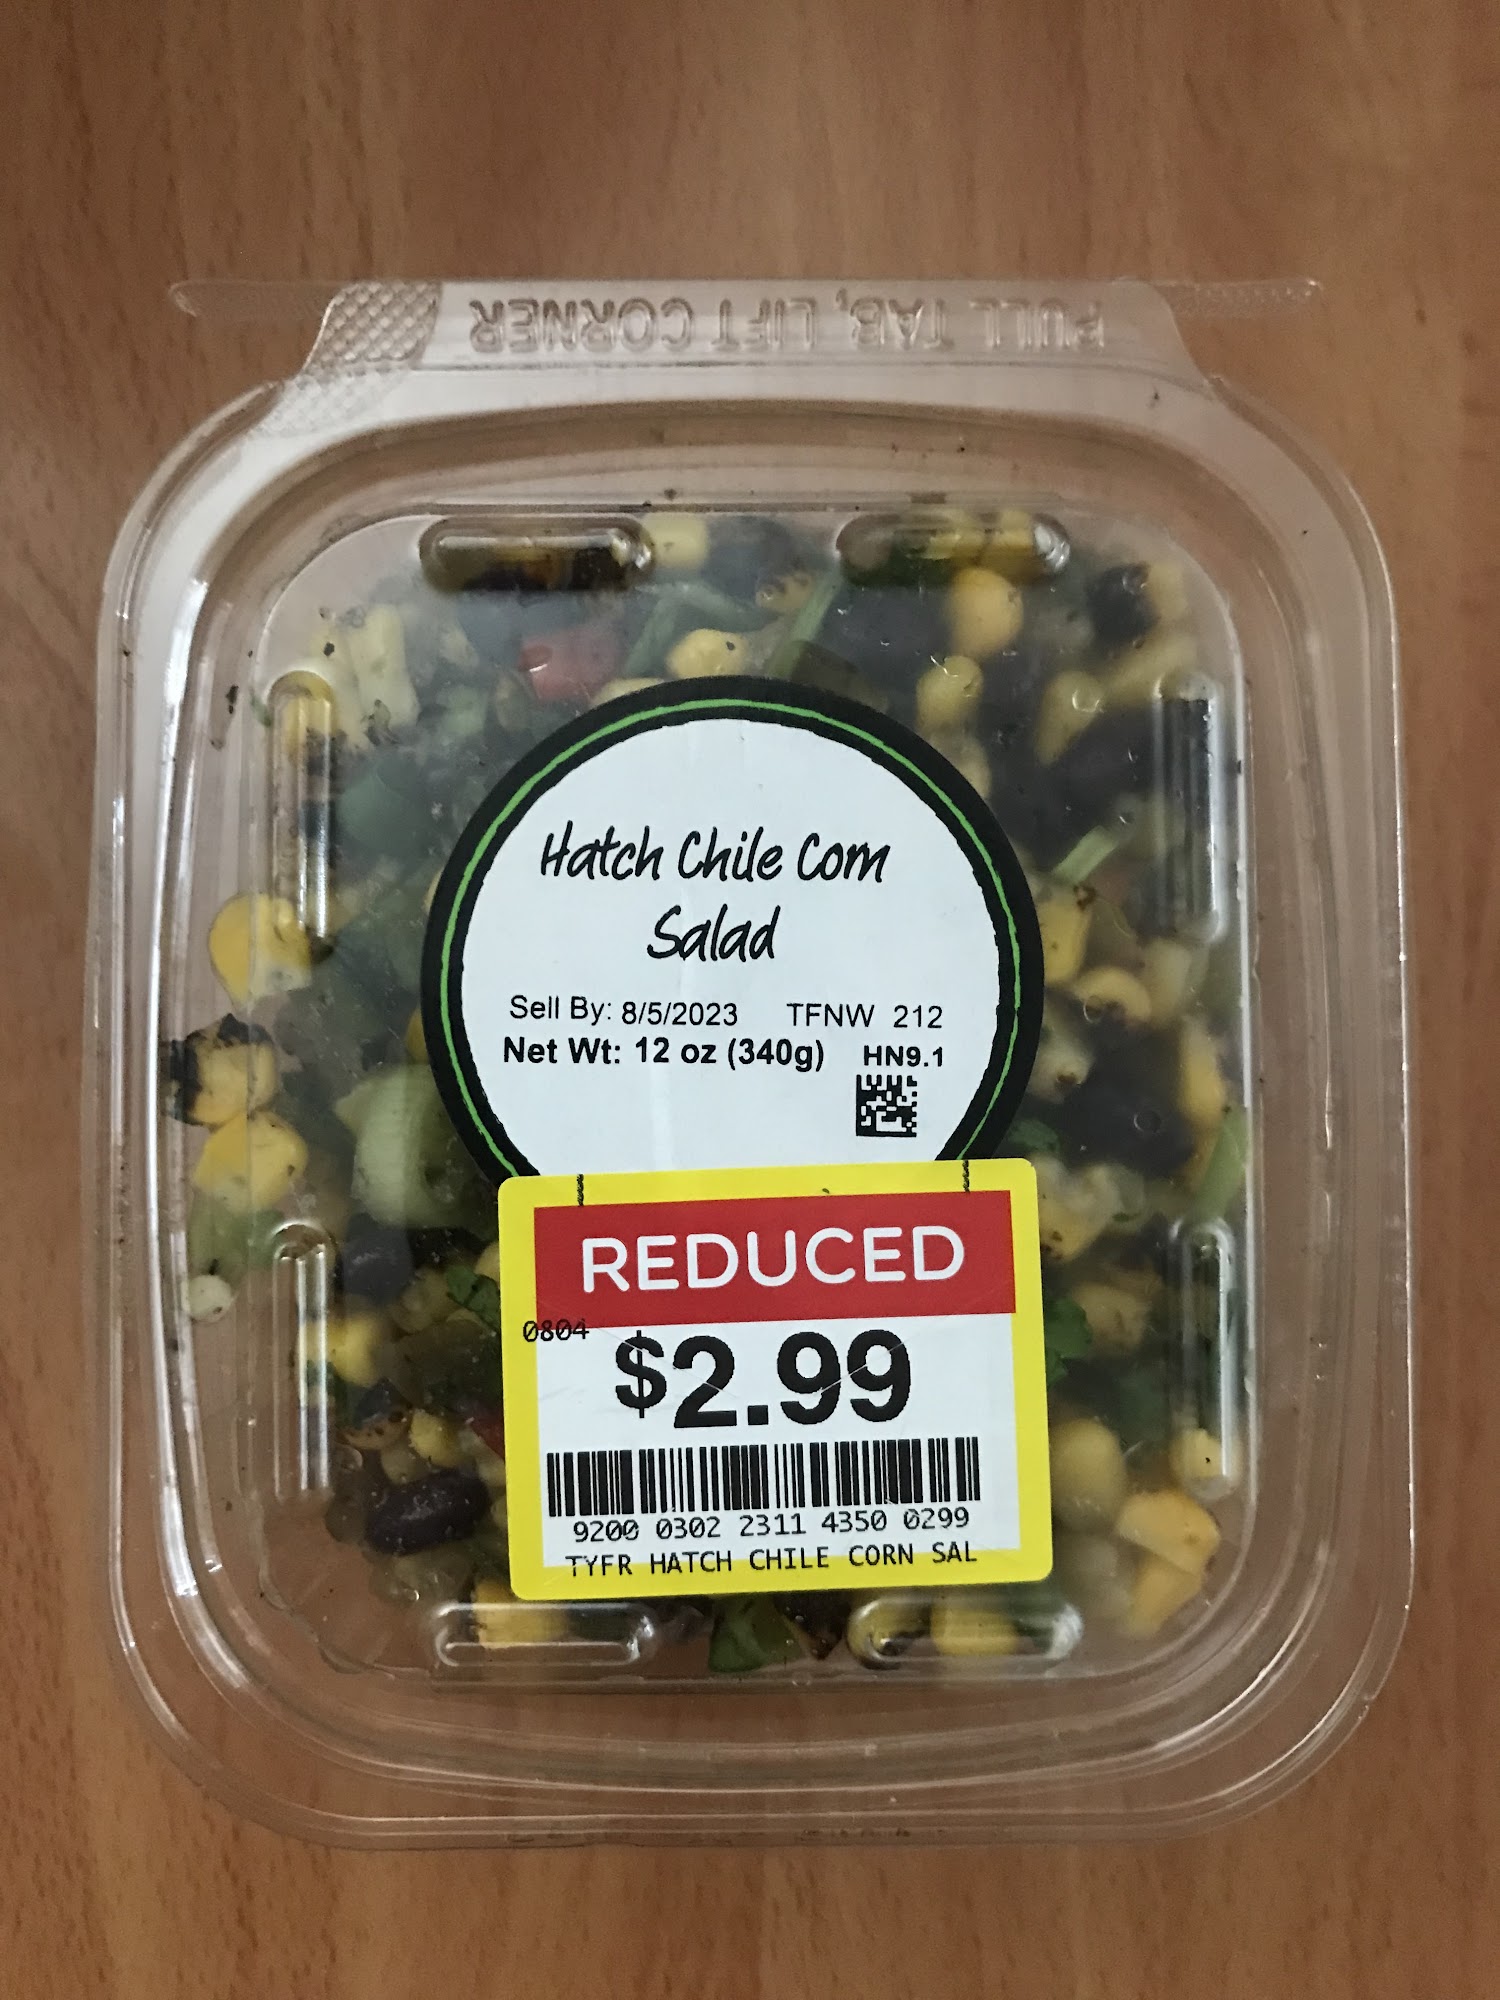 PULL TAB, LIFT CORNER
Hatch Chile Corn
Salad
Sell By: 8/5/2023 TFNW 212
Net Wt: 12 oz (340g) HN9.1
REDUCED
0804
$2.99
9200 0302 2311 4350 0299
TYFR HATCH CHILE CORN SAL